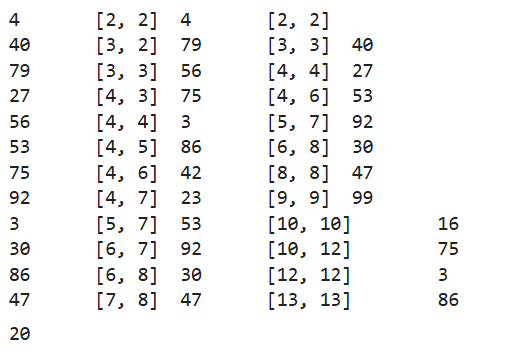 4 [2, 2] 4 [2, 2]
40 [3, 2] 79 [3, 3] 40
79 [3, 3] 56 [4, 4] 27
27 [4, 3] 75 [4, 6] 53
56 [4, 4] 3 [5, 7] 92
53 [4, 5] 86 [6, 8] 30
75 [4, 6] 42 [8, 8] 47
92 [4, 7] 23 [9, 9] 99
3 [5, 7] 53 [10, 10] 16
30 [6, 7] 92 [10, 12] 75
86 [6, 8] 30 [12, 12] 3
47 [7, 8] 47 [13, 13] 86
20